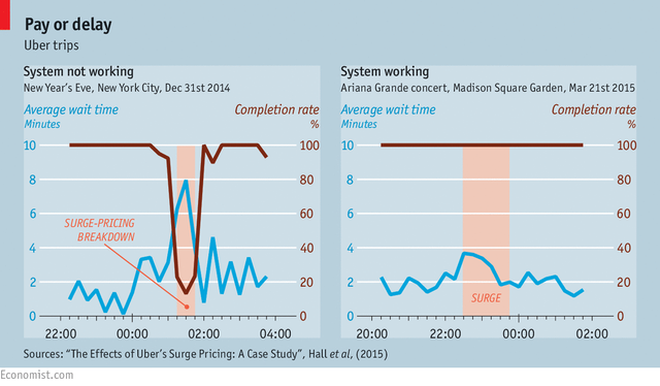 Pay or delay
Uber trips
System not working
New Year's Eve, New York City, Dec 31st 2014
Average wait time
Minutes
Completion rate
%
10
8
6
4
2
0
100
80
60
40
20
0
SURGE-PRICING
BREAKDOWN
22:00
00:00
02:00
04:00
System working
Ariana Grande concert, Madison Square Garden, Mar 21st 2015
Average wait time
Minutes
Completion rate
%
10
8
6
4
2
0
100
80
60
40
20
0
SURGE
20:00
22:00
00:00
02:00
Sources: "The Effects of Uber's Surge Pricing: A Case Study", Hall et al, (2015)
Economist.com